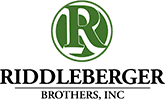 R
RIDDLEBERGER
BROTHERS, INC